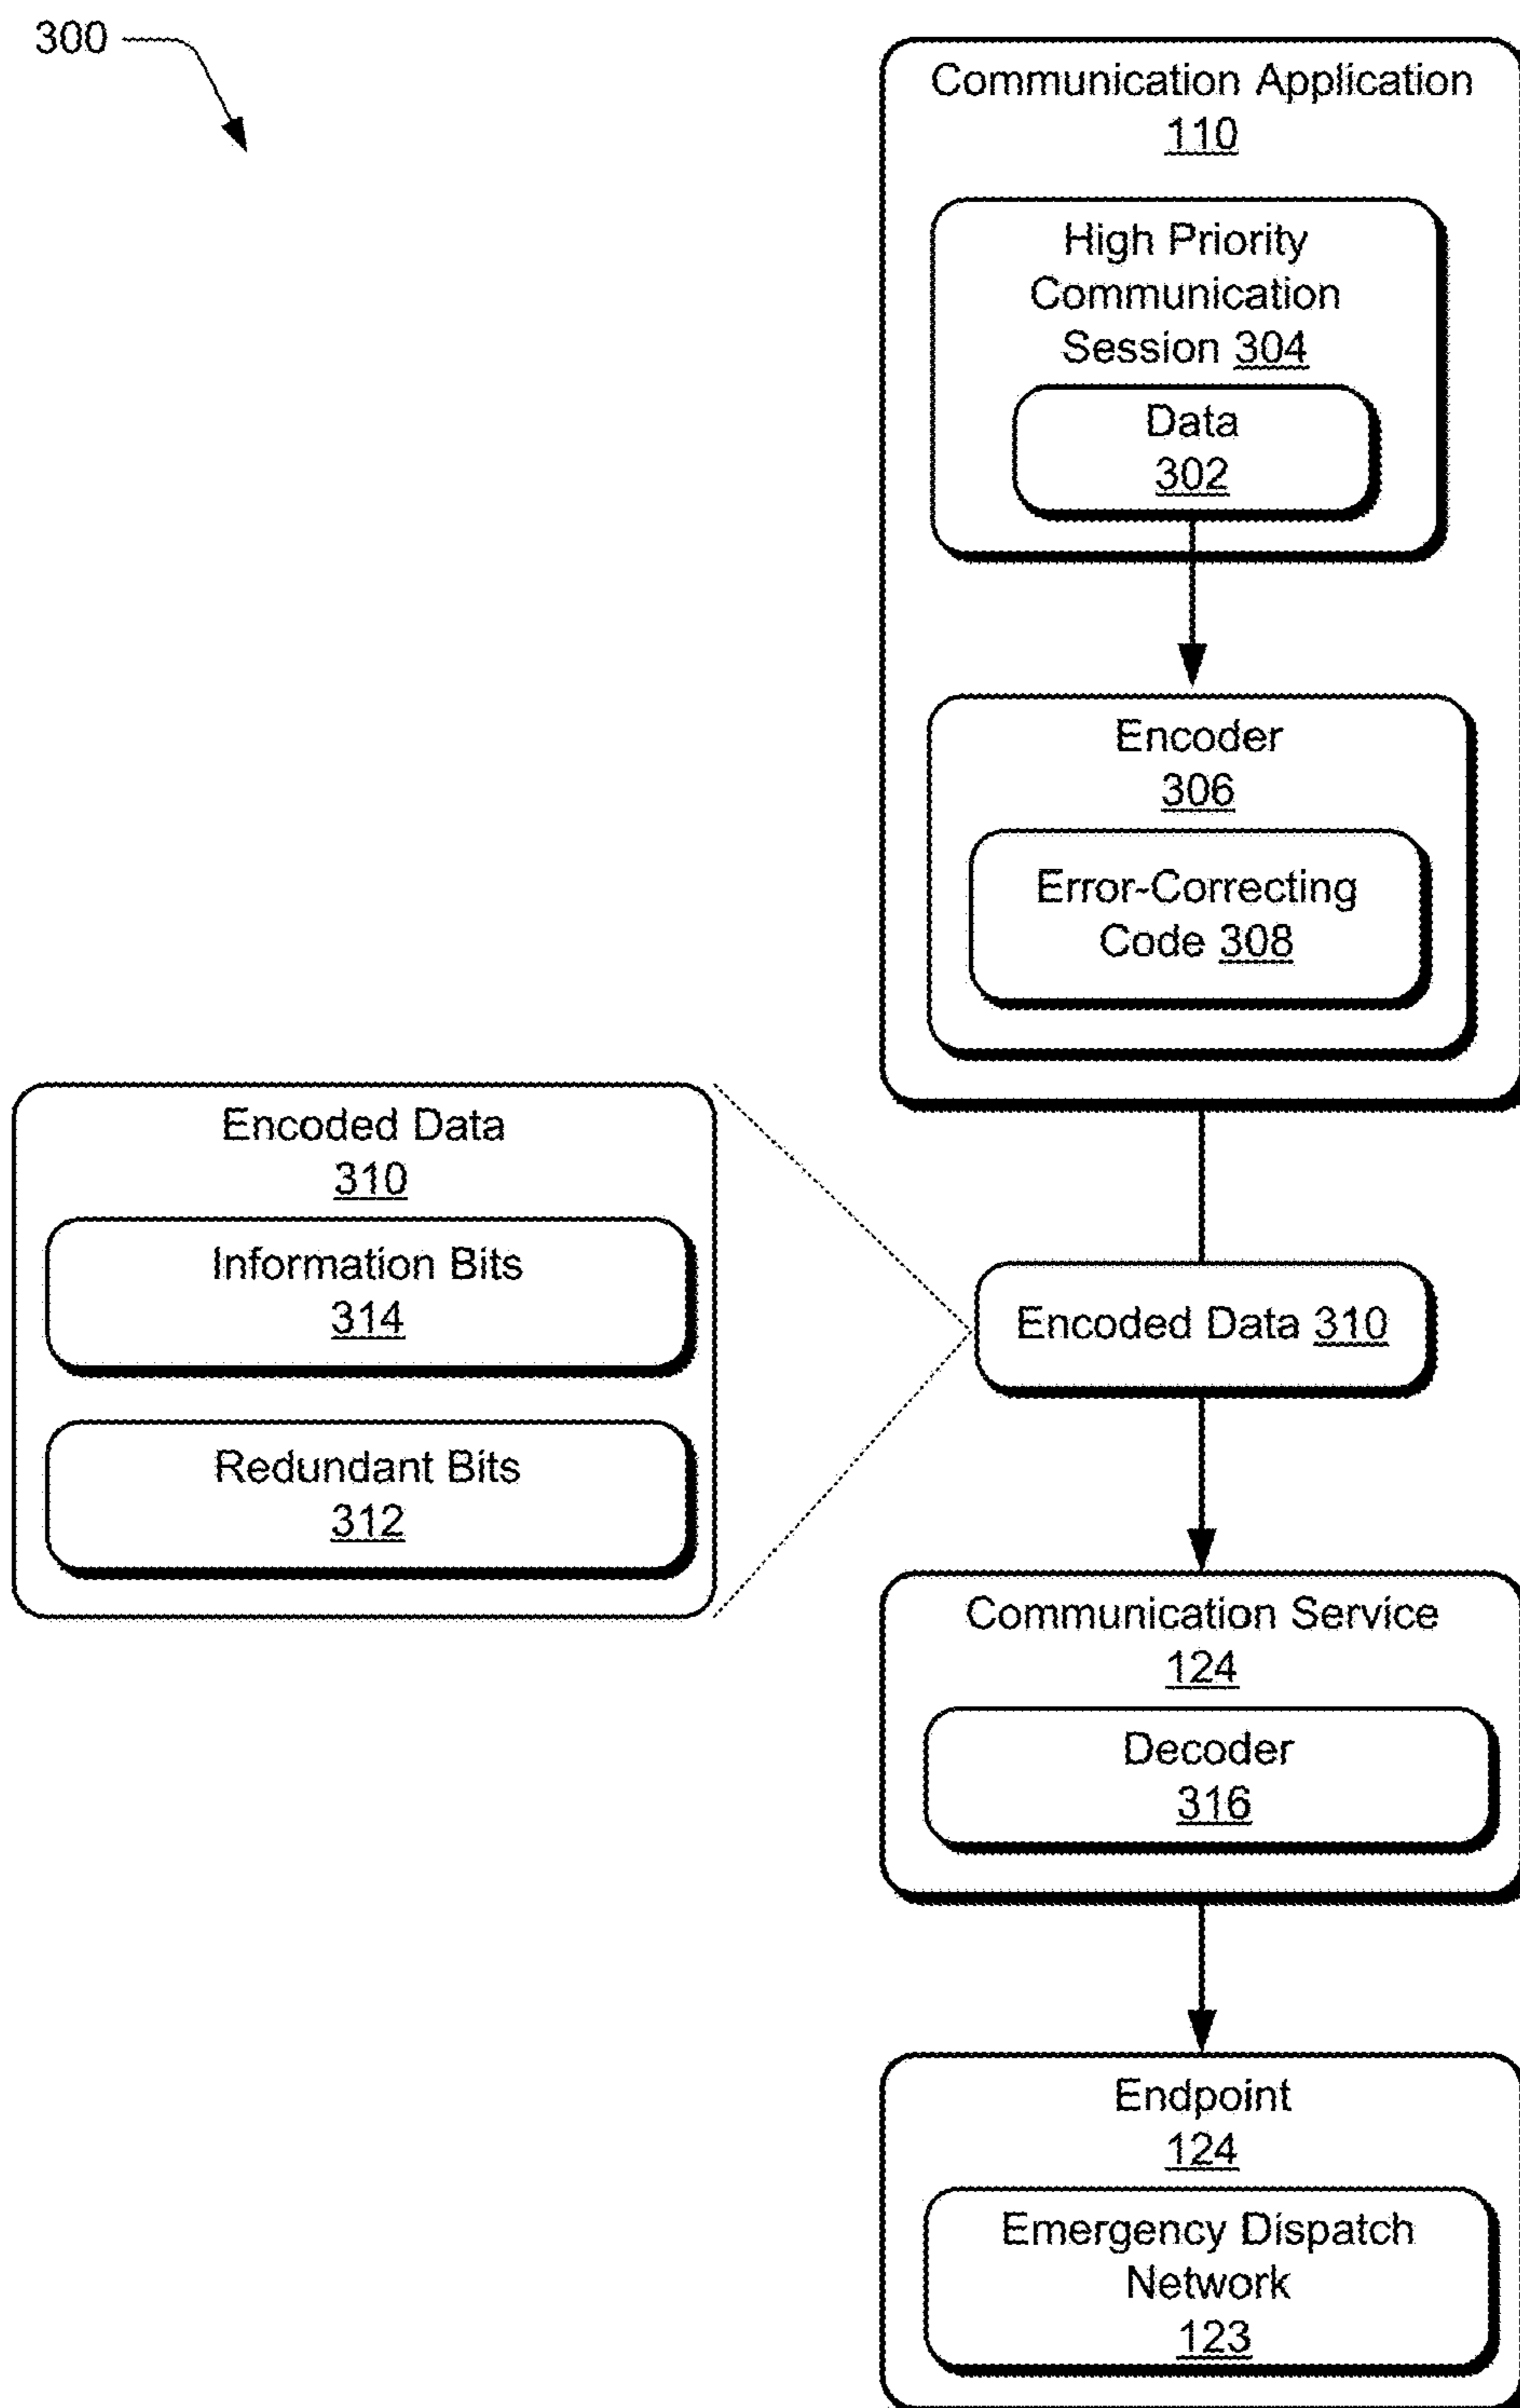 300
Communication Application
110
High Priority
Communication
Session 304
Data
302
Encoder
306
Error-Correcting
Code 308
Encoded Data
310
Information Bits
314
Redundant Bits
312
Encoded Data 310
Communication Service
124
Decoder
316
Endpoint
124
Emergency Dispatch
Network
123